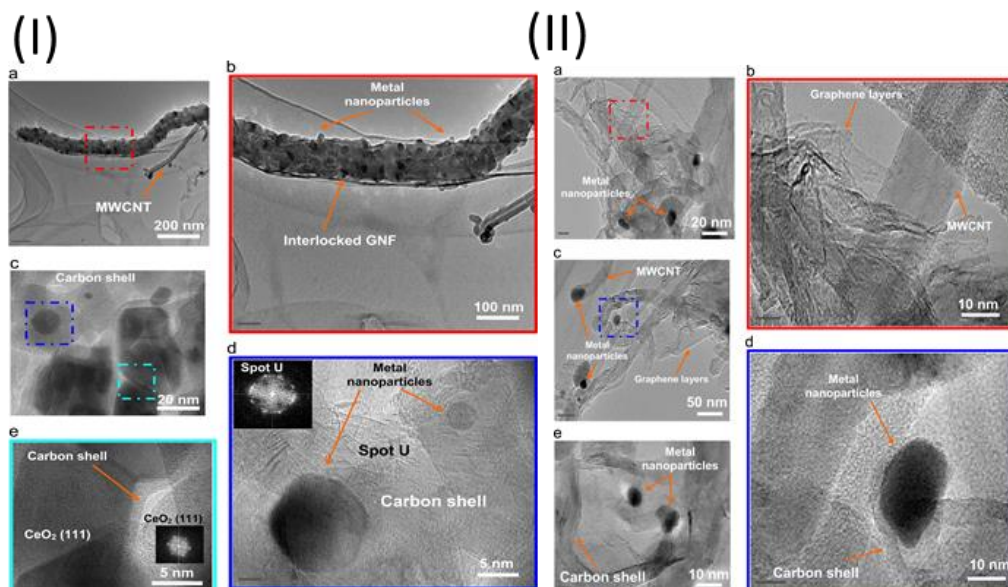 (I)
a
MWCNT
200 nm
b
Metal
nanoparticles
Interlocked GNF
100 nm
c
Carbon shell
20 nm
d
Spot U
Metal
nanoparticles
Spot U
Carbon shell
5 nm
e
Carbon shell
CeO₂ (111)
CeO₂ (111)
5 nm
(II)
a
Metal
nanoparticles
20 nm
b
Graphene layers
MWCNT
10 nm
c
MWCNT
Metal
nanoparticles
Graphene layers
50 nm
d
Metal
nanoparticles
Carbon shell
10 nm
e
Metal
nanoparticles
Carbon shell
10 nm